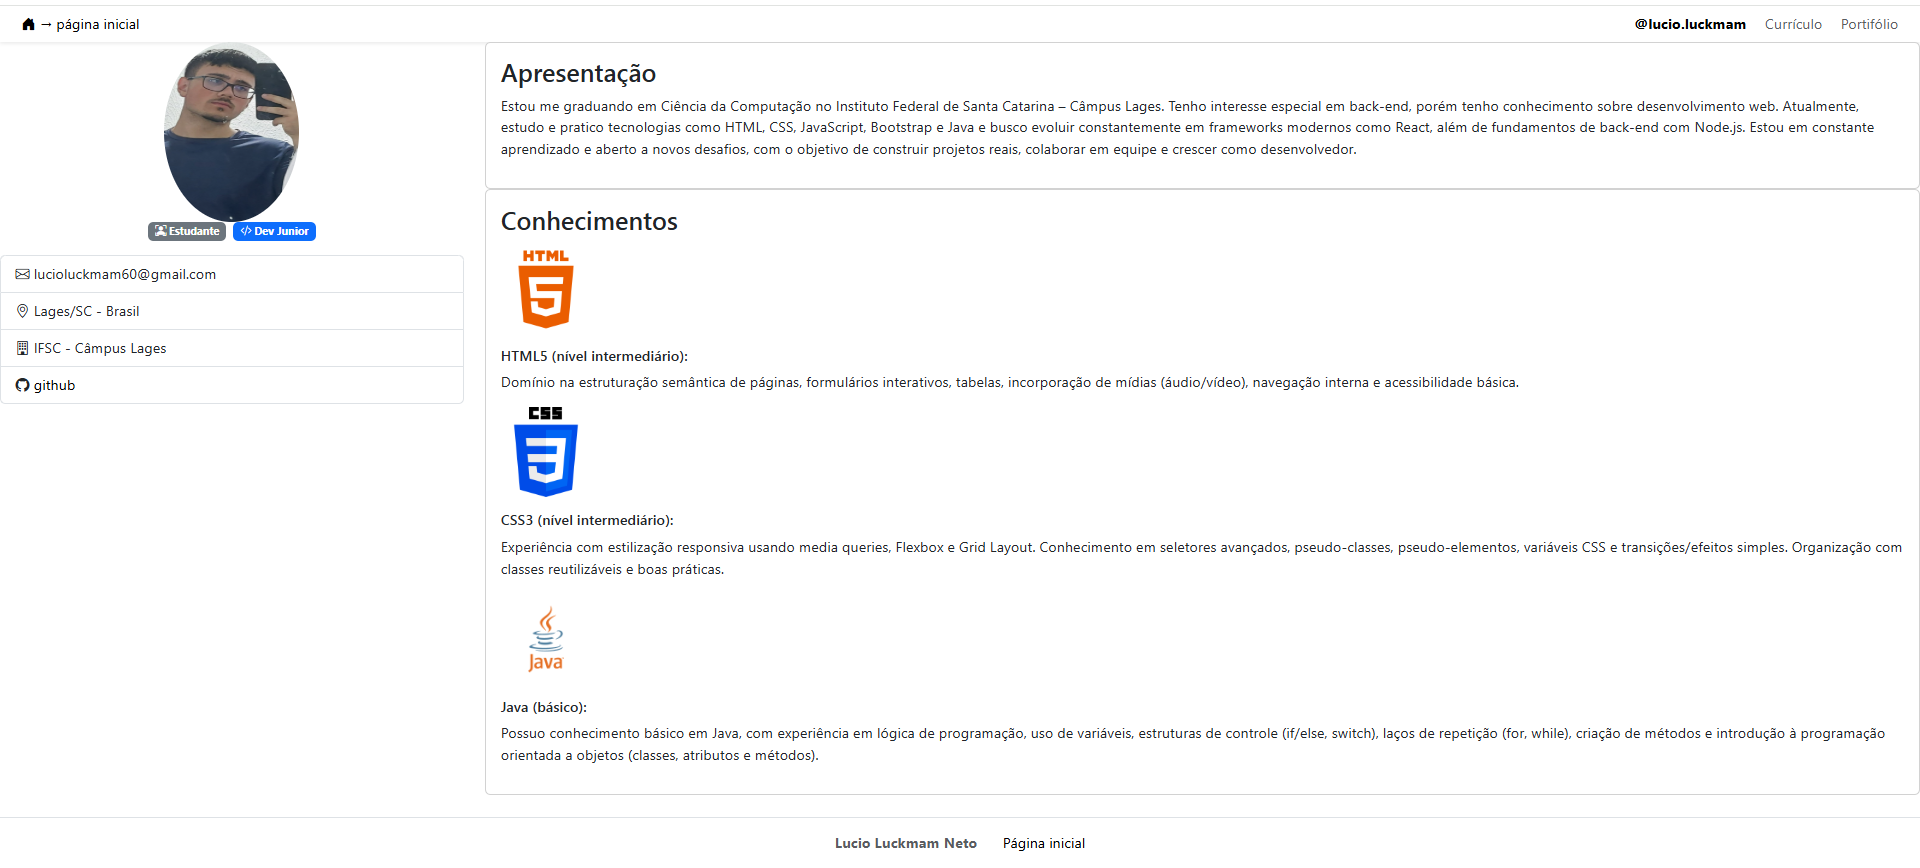 → página inicial
@lucio.luckmam Currículo Portifólio
Estudante Dev Junior
lucioluckmam60@gmail.com
Lages/SC - Brasil
IFSC - Câmpus Lages
github
Apresentação
Estou me graduando em Ciência da Computação no Instituto Federal de Santa Catarina – Câmpus Lages. Tenho interesse especial em back-end, porém tenho conhecimento sobre desenvolvimento web. Atualmente,
estudo e pratico tecnologias como HTML, CSS, JavaScript, Bootstrap e Java e busco evoluir constantemente em frameworks modernos como React, além de fundamentos de back-end com Node.js. Estou em constante
aprendizado e aberto a novos desafios, com o objetivo de construir projetos reais, colaborar em equipe e crescer como desenvolvedor.
Conhecimentos
HTML
5
HTML5 (nível intermediário):
Domínio na estruturação semântica de páginas, formulários interativos, tabelas, incorporação de mídias (áudio/vídeo), navegação interna e acessibilidade básica.
CSS
3
CSS3 (nível intermediário):
Experiência com estilização responsiva usando media queries, Flexbox e Grid Layout. Conhecimento em seletores avançados, pseudo-classes, pseudo-elementos, variáveis CSS e transições/efeitos simples. Organização com
classes reutilizáveis e boas práticas.
Java
Java (básico):
Possuo conhecimento básico em Java, com experiência em lógica de programação, uso de variáveis, estruturas de controle (if/else, switch), laços de repetição (for, while), criação de métodos e introdução à programação
orientada a objetos (classes, atributos e métodos).
Lucio Luckmam Neto Página inicial